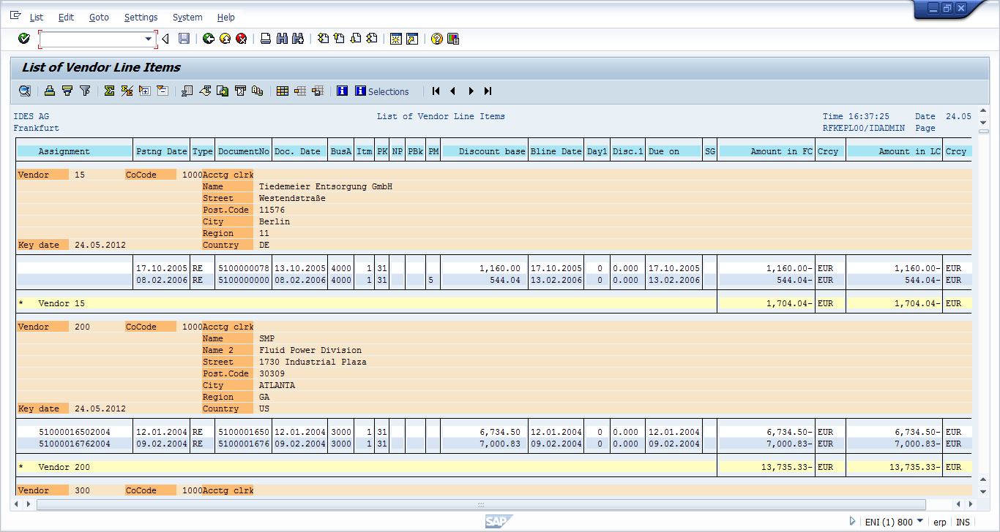 List Edit Goto Settings System Help
List of Vendor Line Items
Selections
IDES AG List of Vendor Line Items Time 16:37:25 Date 24.05
Frankfurt RFKEPL00/IDADMIN Page
Assignment Pstng Date Type DocumentNo Doc. Date BusA Itm PK NP PBk PM Discount base Bline Date Day1 Disc.1 Due on SG Amount in FC Crcy Amount in LC Crcy
Vendor 15 CoCode 1000 Acctg clrk
Name Tiedemeier Entsorgung GmbH
Street Westendstraße
Post.Code 11576
City Berlin
Region 11
Key date 24.05.2012 Country DE
17.10.2005 RE 5100000078 13.10.2005 4000 1 31 1,160.00 17.10.2005 0 0.000 17.10.2005 1,160.00- EUR 1,160.00- EUR
08.02.2006 RE 5100000000 08.02.2006 4000 1 31 5 544.04 13.02.2006 0 0.000 13.02.2006 544.04- EUR 544.04- EUR
* Vendor 15 1,704.04- EUR 1,704.04- EUR
Vendor 200 CoCode 1000 Acctg clrk
Name SMP
Name 2 Fluid Power Division
Street 1730 Industrial Plaza
Post.Code 30309
City ATLANTA
Region GA
Key date 24.05.2012 Country US
51000016502004 12.01.2004 RE 5100001650 12.01.2004 3000 1 31 6,734.50 12.01.2004 0 0.000 12.01.2004 6,734.50- EUR 6,734.50- EUR
51000016762004 09.02.2004 RE 5100001676 09.02.2004 3000 1 31 7,000.83 09.02.2004 0 0.000 09.02.2004 7,000.83- EUR 7,000.83- EUR
* Vendor 200 13,735.33- EUR 13,735.33- EUR
Vendor 300 CoCode 1000 Acctg clrk
SAP ENI (1) 800 erp INS